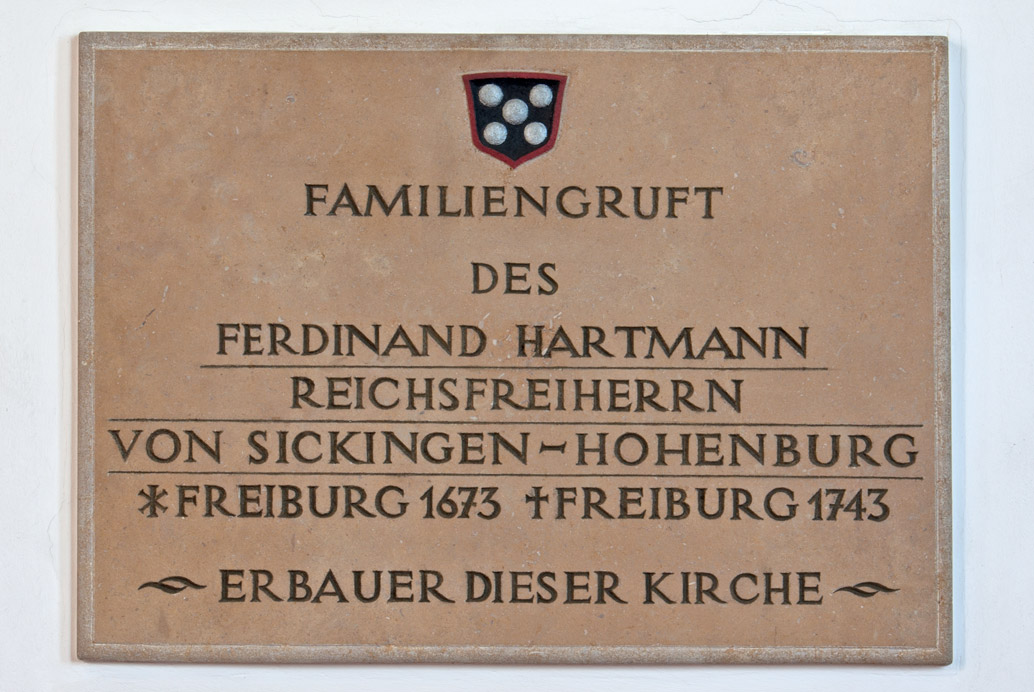 FAMILIENGRUFT
DES
FERDINAND HARTMANN
REICHSFREIHERRN
VON SICKINGEN-HOHENBURG
*FREIBURG 1673 †FREIBURG 1743
ERBAUER DIESER KIRCHE